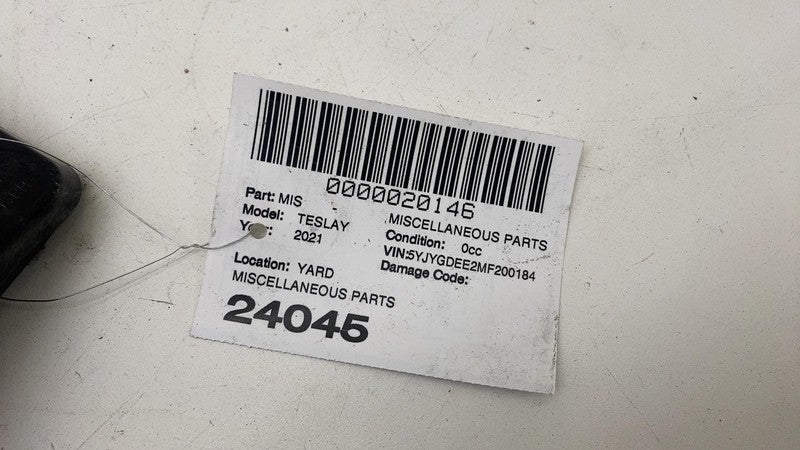 0000020146
Part: MIS - MISCELLANEOUS PARTS
Model: TESLAY Condition: 0cc
2021 VIN:5YJYGDEE2MF200184
Damage Code:
Location: YARD
MISCELLANEOUS PARTS
24045